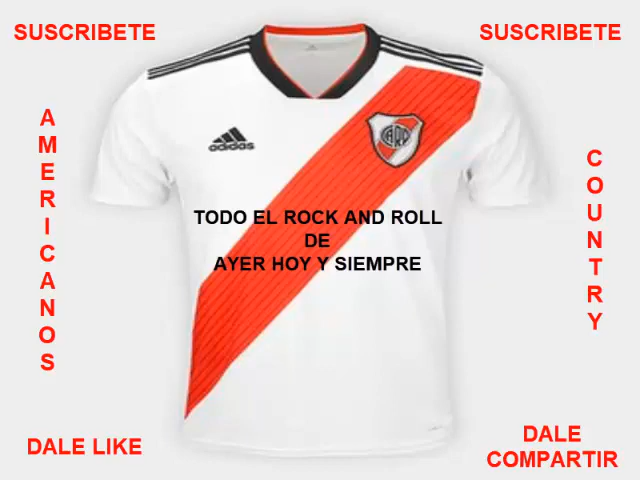 SUSCRIBETE
SUSCRIBETE
adidas
CARP
adidas
AMERICANOS
COUNTRY
TODO EL ROCK AND ROLL
DE
AYER HOY Y SIEMPRE
DALE LIKE
DALE
COMPARTIR